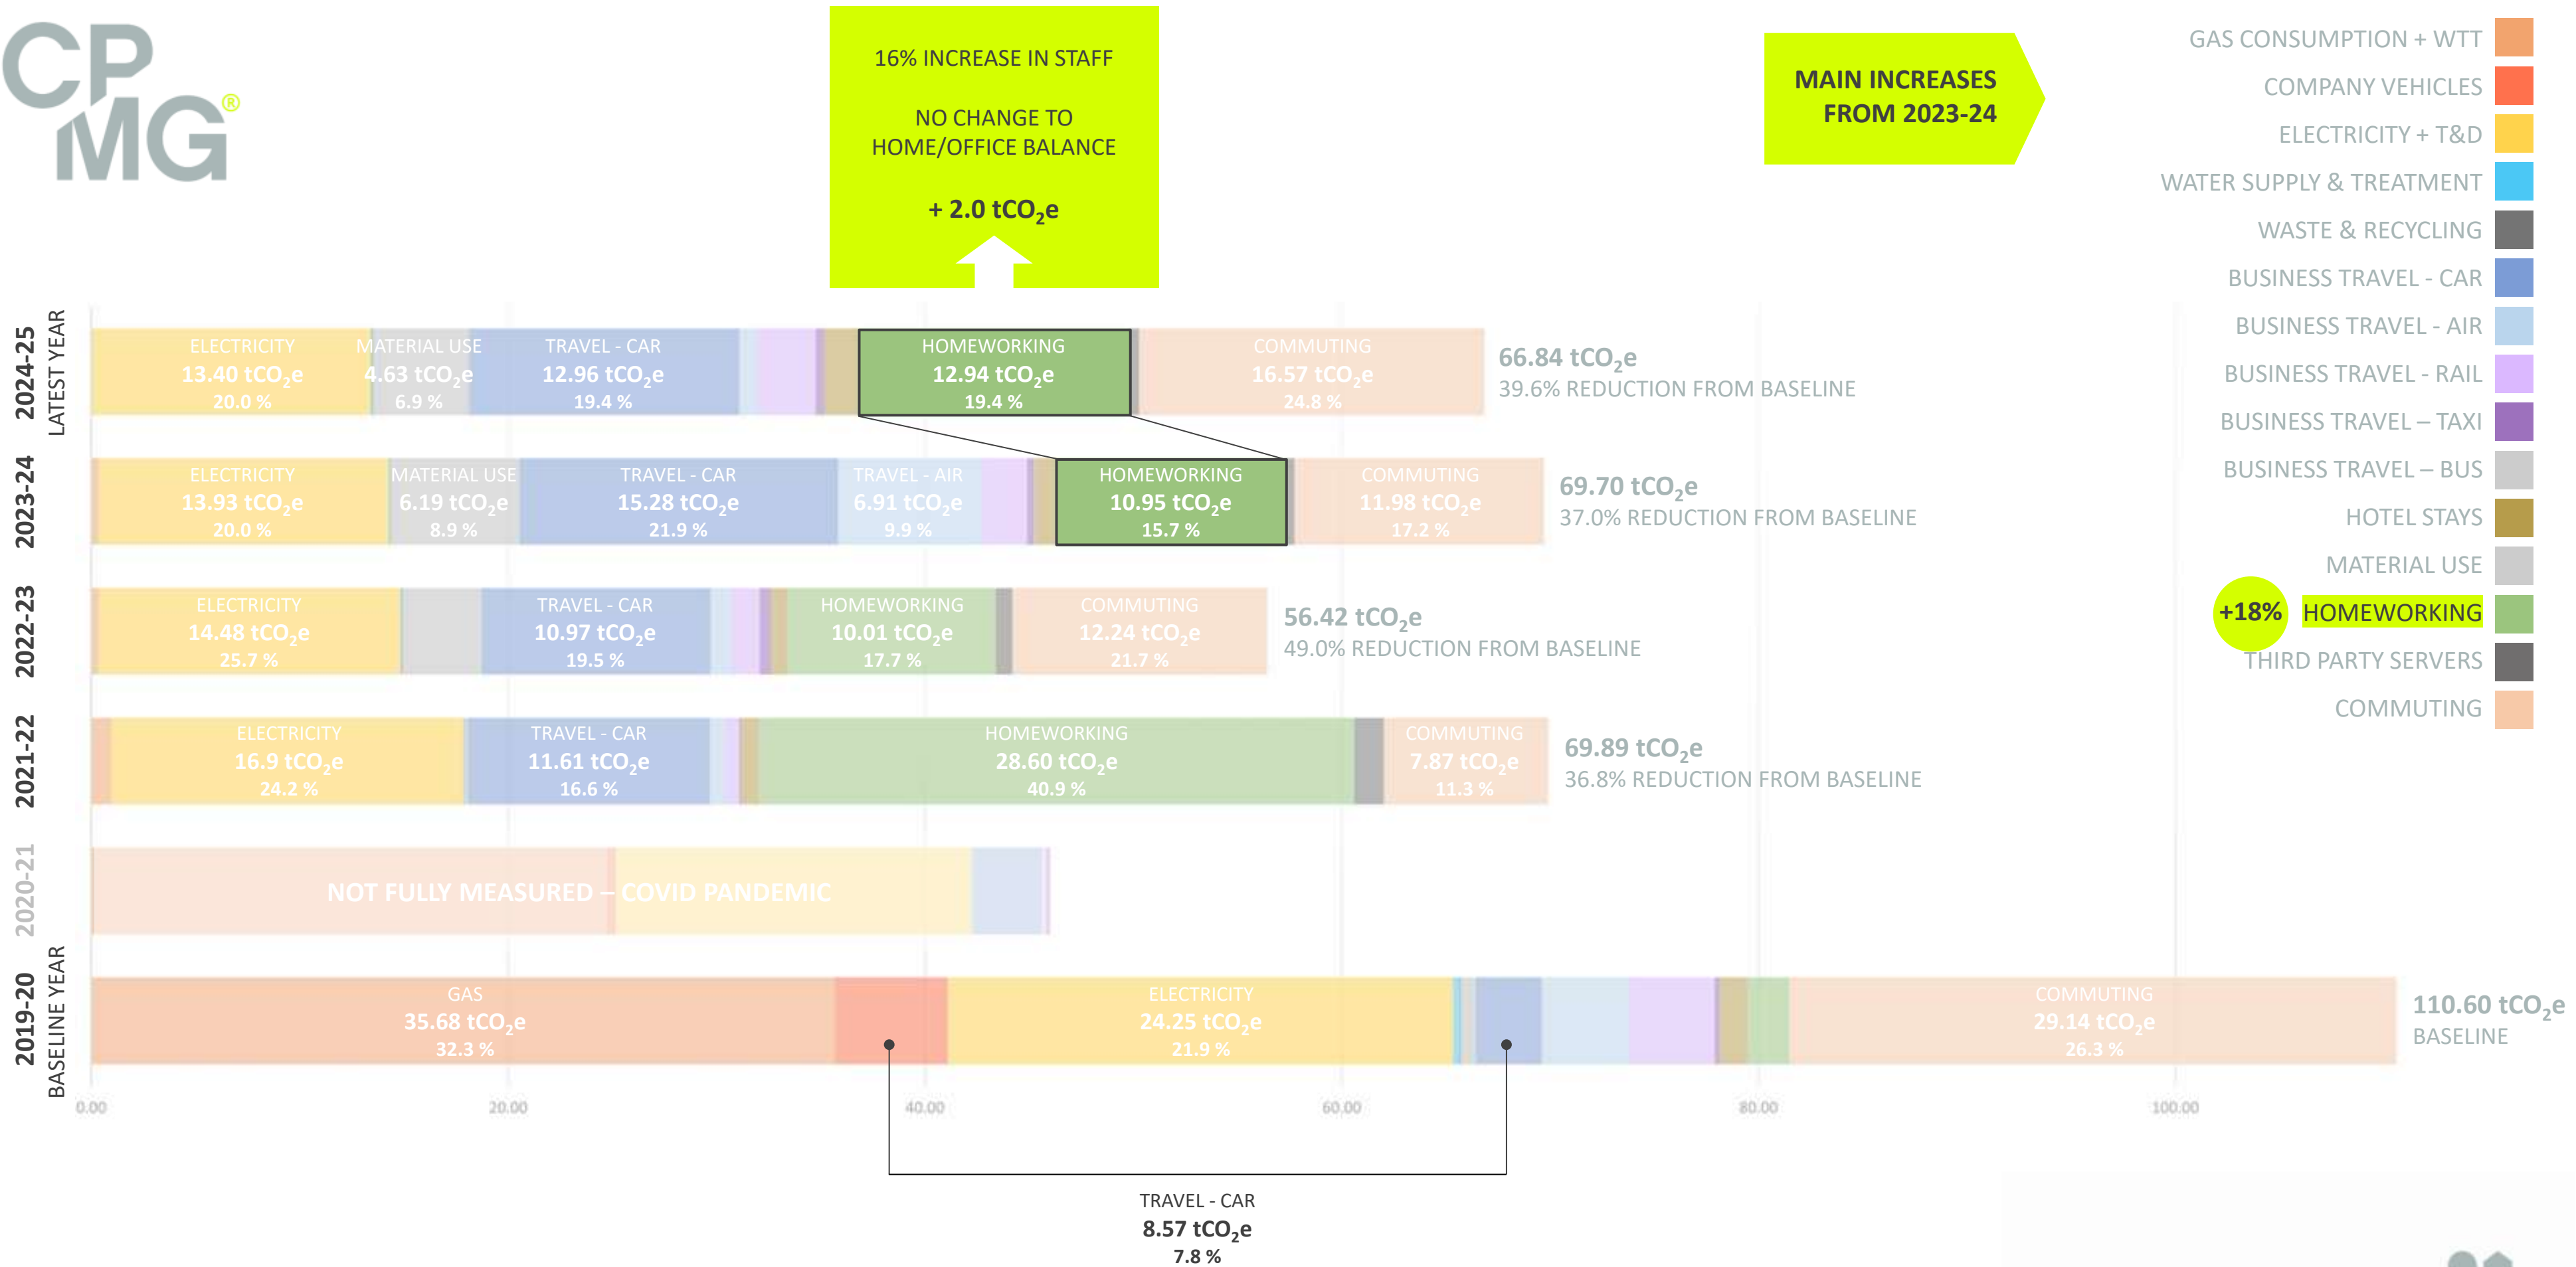 CP
MG®
16% INCREASE IN STAFF
NO CHANGE TO
HOME/OFFICE BALANCE
+ 2.0 tCO₂e
MAIN INCREASES
FROM 2023-24
GAS CONSUMPTION + WTT
COMPANY VEHICLES
ELECTRICITY + T&D
WATER SUPPLY & TREATMENT
WASTE & RECYCLING
BUSINESS TRAVEL - CAR
BUSINESS TRAVEL - AIR
BUSINESS TRAVEL - RAIL
BUSINESS TRAVEL – TAXI
BUSINESS TRAVEL – BUS
HOTEL STAYS
MATERIAL USE
+18% HOMEWORKING
THIRD PARTY SERVERS
COMMUTING
2024-25
LATEST YEAR
ELECTRICITY
13.40 tCO₂e
20.0 %
MATERIAL USE
4.63 tCO₂e
6.9 %
TRAVEL - CAR
12.96 tCO₂e
19.4 %
HOMEWORKING
12.94 tCO₂e
19.4 %
COMMUTING
16.57 tCO₂e
24.8 %
66.84 tCO₂e
39.6% REDUCTION FROM BASELINE
2023-24
ELECTRICITY
13.93 tCO₂e
20.0 %
MATERIAL USE
6.19 tCO₂e
8.9 %
TRAVEL - CAR
15.28 tCO₂e
21.9 %
TRAVEL - AIR
6.91 tCO₂e
9.9 %
HOMEWORKING
10.95 tCO₂e
15.7 %
COMMUTING
11.98 tCO₂e
17.2 %
69.70 tCO₂e
37.0% REDUCTION FROM BASELINE
2022-23
ELECTRICITY
14.48 tCO₂e
25.7 %
TRAVEL - CAR
10.97 tCO₂e
19.5 %
HOMEWORKING
10.01 tCO₂e
17.7 %
COMMUTING
12.24 tCO₂e
21.7 %
56.42 tCO₂e
49.0% REDUCTION FROM BASELINE
2021-22
ELECTRICITY
16.9 tCO₂e
24.2 %
TRAVEL - CAR
11.61 tCO₂e
16.6 %
HOMEWORKING
28.60 tCO₂e
40.9 %
COMMUTING
7.87 tCO₂e
11.3 %
69.89 tCO₂e
36.8% REDUCTION FROM BASELINE
2020-21
NOT FULLY MEASURED – COVID PANDEMIC
2019-20
BASELINE YEAR
GAS
35.68 tCO₂e
32.3 %
ELECTRICITY
24.25 tCO₂e
21.9 %
COMMUTING
29.14 tCO₂e
26.3 %
110.60 tCO₂e
BASELINE
0.00 20.00 40.00 60.00 80.00 100.00
TRAVEL - CAR
8.57 tCO₂e
7.8 %